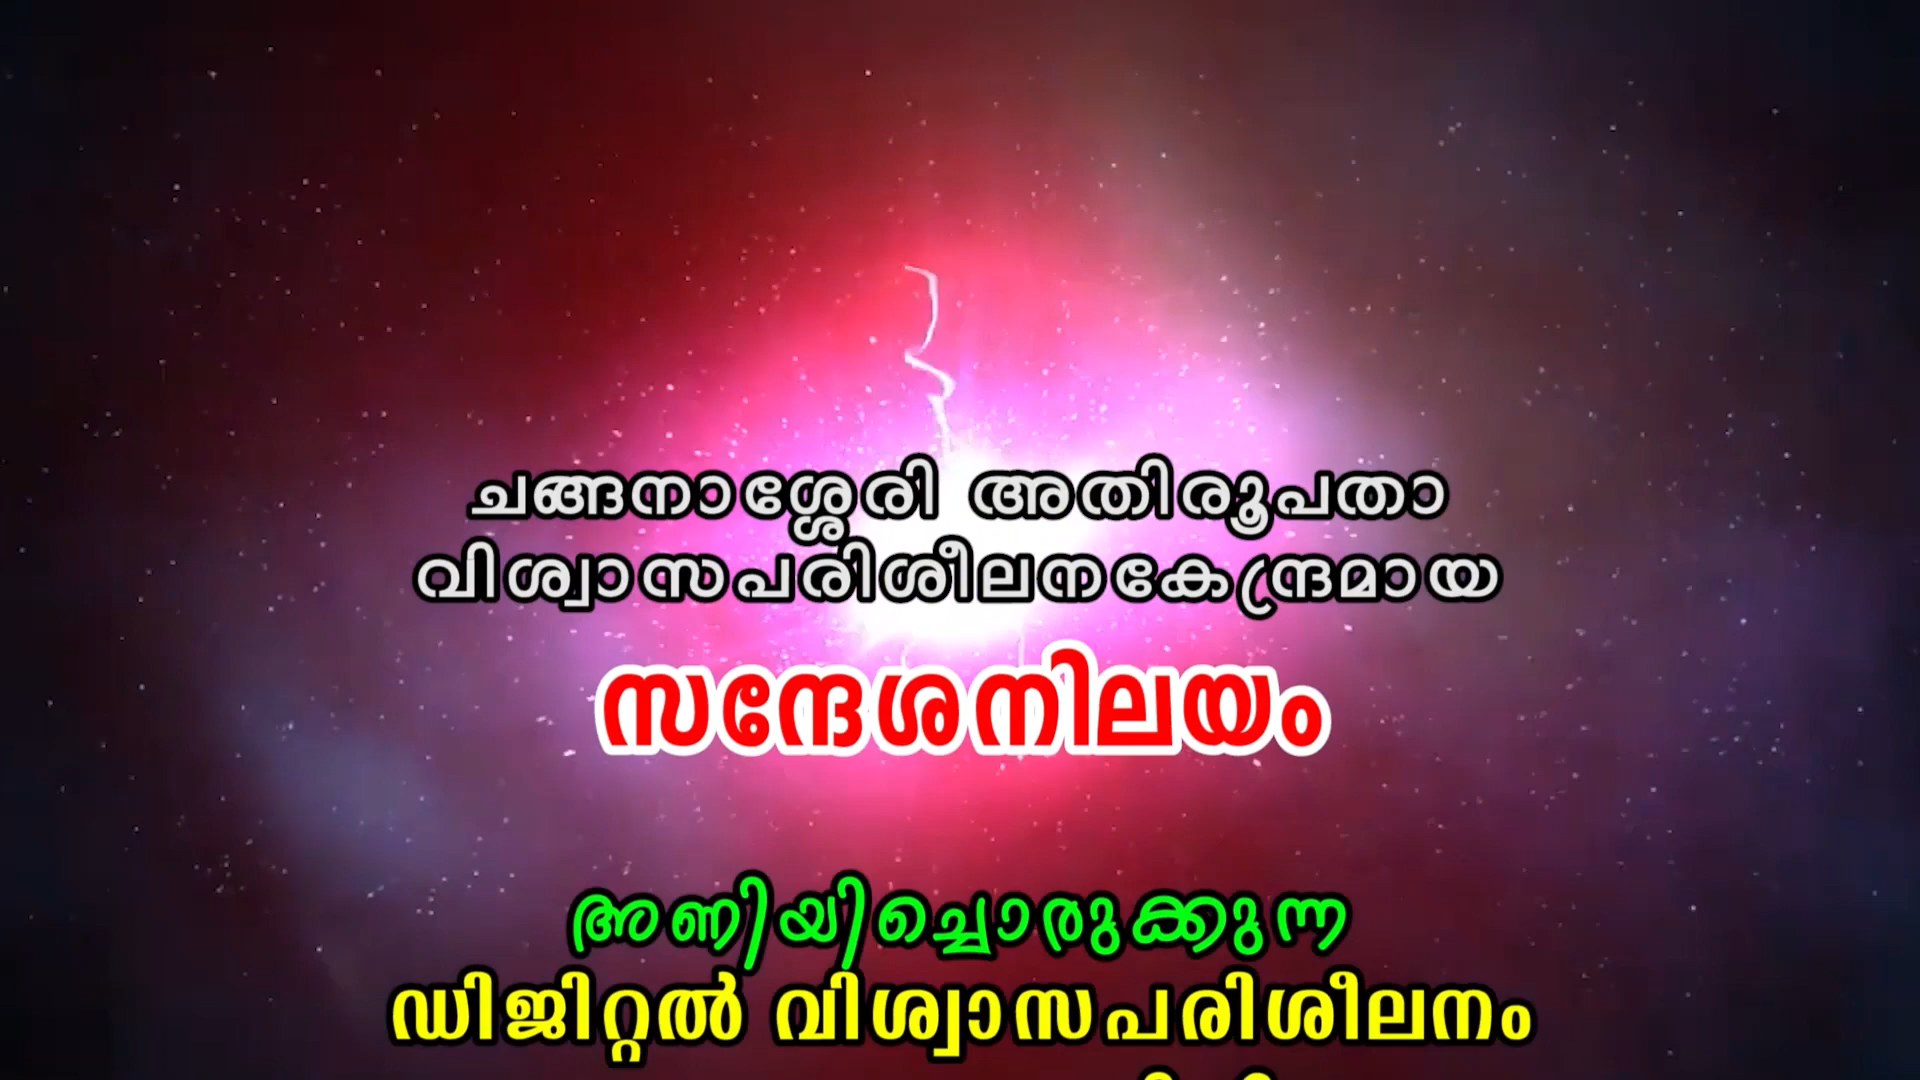 ചങ്ങനാശ്ശേരി അതിരൂപതാ
വിശ്വാസപരിശീലനകേന്ദ്രമായ
സന്ദേശനിലയം
അണിയിച്ചൊരുക്കുന്ന
ഡിജിറ്റൽ വിശ്വാസപരിശീലനം